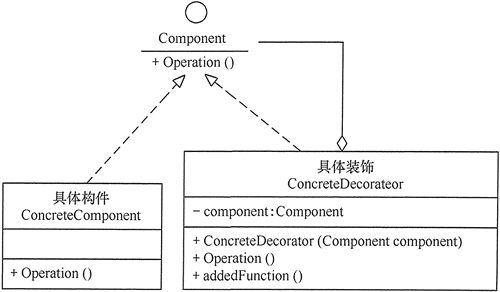 Component
+ Operation ()
具体构件
ConcreteComponent
+ Operation ()
具体装饰
ConcreteDecorateor
- component:Component
+ ConcreteDecorator (Component component)
+ Operation ()
+ addedFunction ()